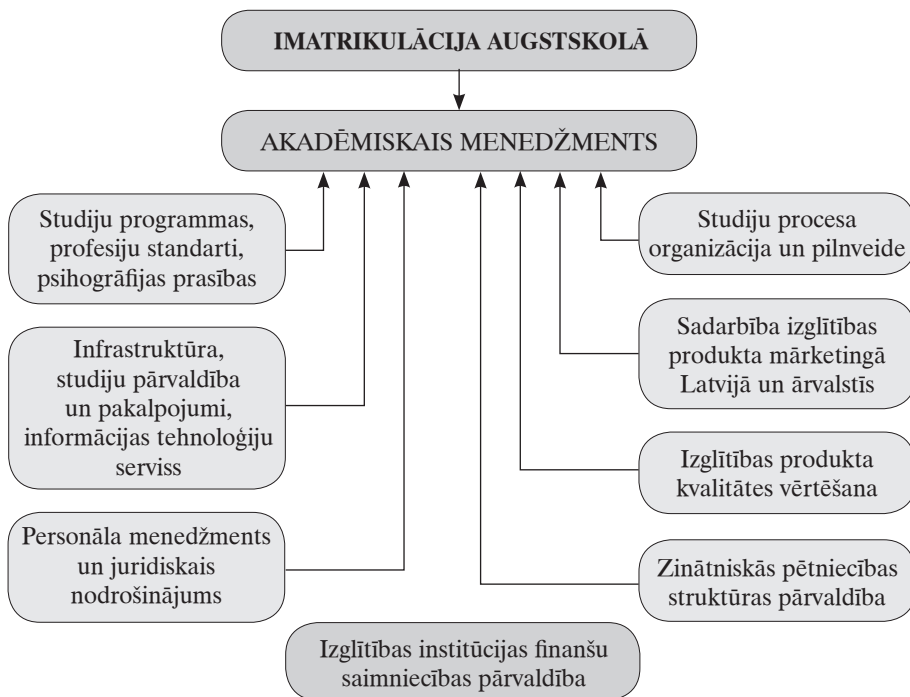 IMATRIKULĀCIJA AUGSTSKOLĀ
AKADĒMISKAIS MENEDŽMENTS
Studiju programmas,
profesiju standarti,
psihogrāfijas prasības
Infrastruktūra,
studiju pārvaldība
un pakalpojumi,
informācijas tehnoloģiju
serviss
Personāla menedžments
un juridiskais
nodrošinājums
Studiju procesa
organizācija un pilnveide
Sadarbība izglītības
produkta mārketingā
Latvijā un ārvalstīs
Izglītības produkta
kvalitātes vērtēšana
Zinātniskās pētniecības
struktūras pārvaldība
Izglītības institūcijas finanšu
saimniecības pārvaldība